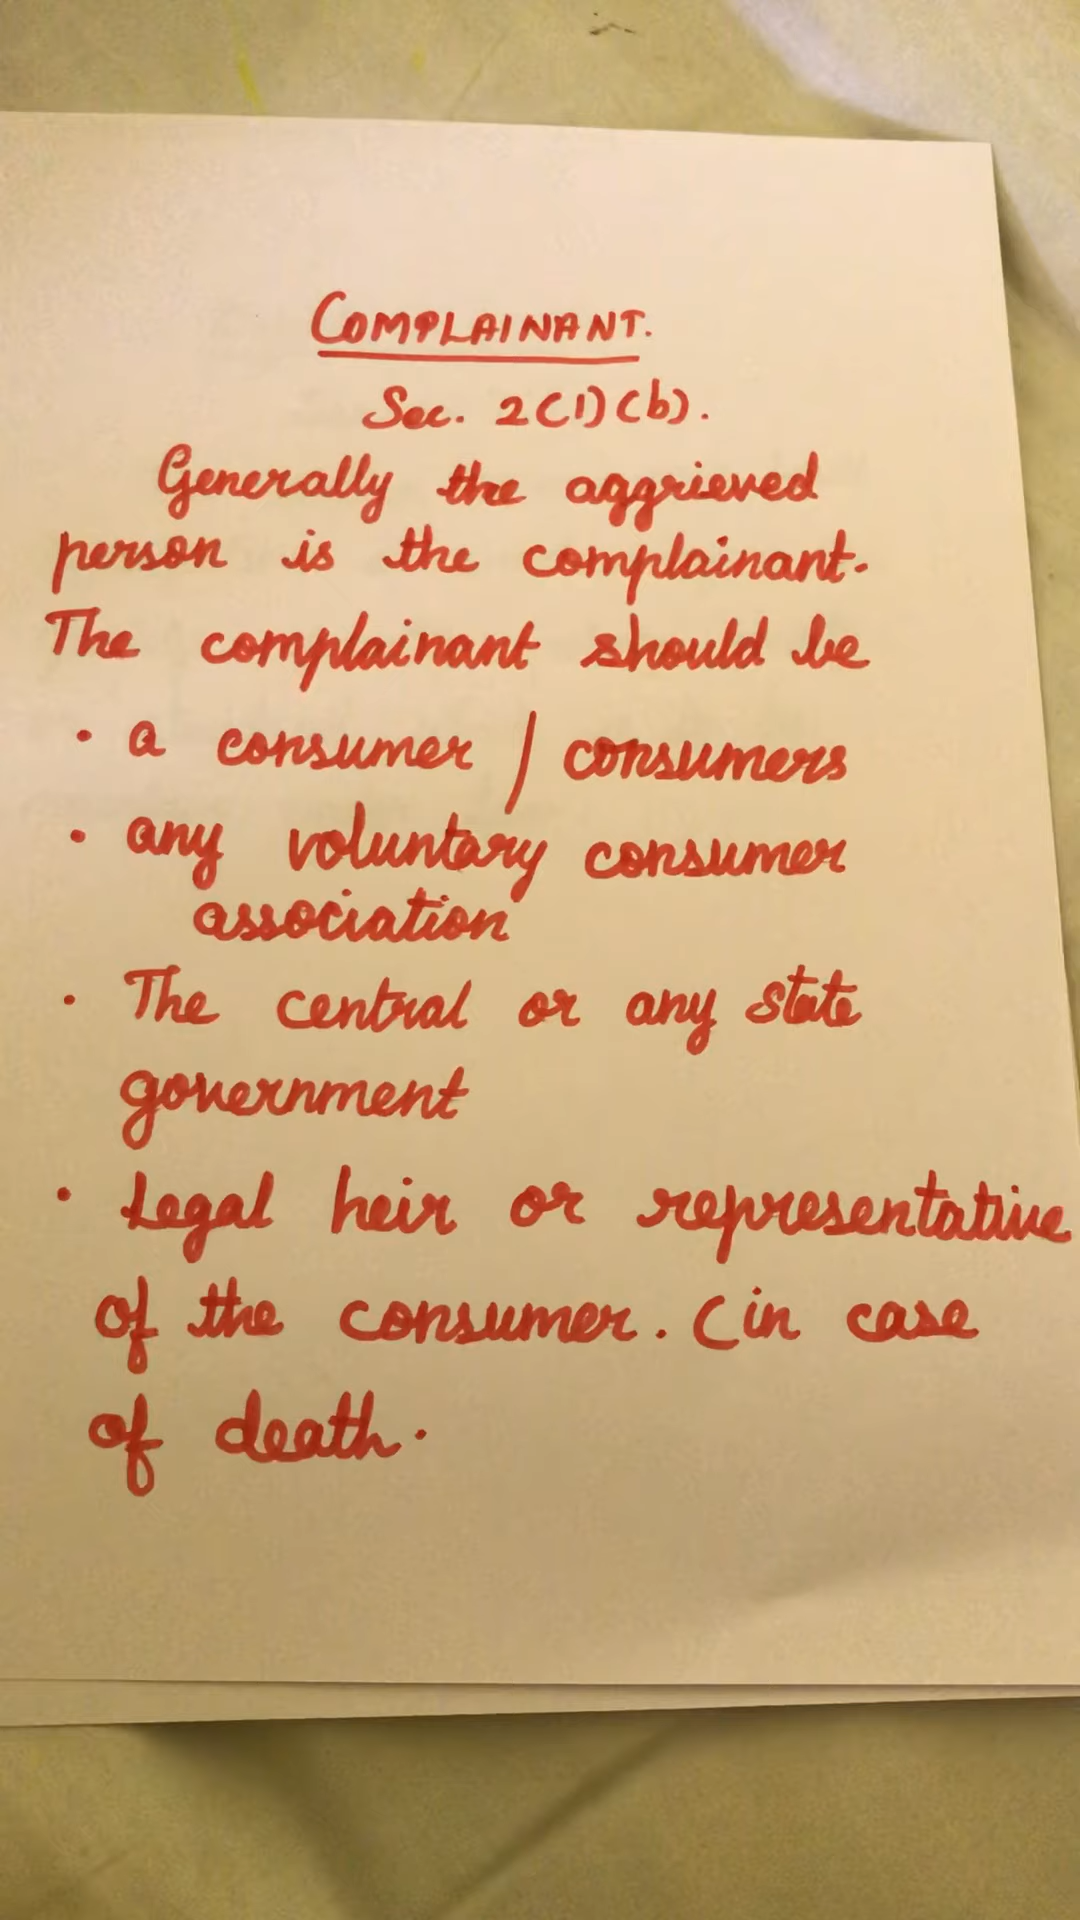 COMPLAINANT.
Sec. 2(1)(b).
Generally the aggrieved
person is the complainant.
The complainant should be
• a consumer / consumers
• any voluntary consumer
association
• The central or any state
government
• Legal heir or representative
of the consumer. (in case
of death.